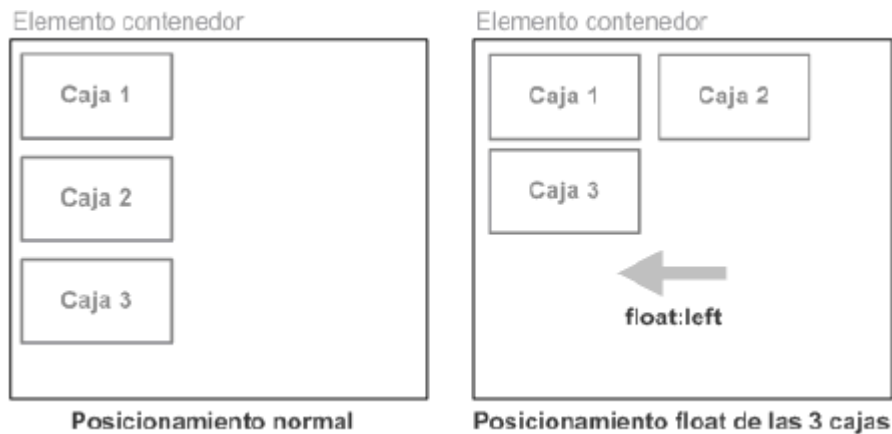 Elemento contenedor
Caja 1
Caja 2
Caja 3
Posicionamiento normal
Elemento contenedor
Caja 1 Caja 2
Caja 3
float:left
Posicionamiento float de las 3 cajas